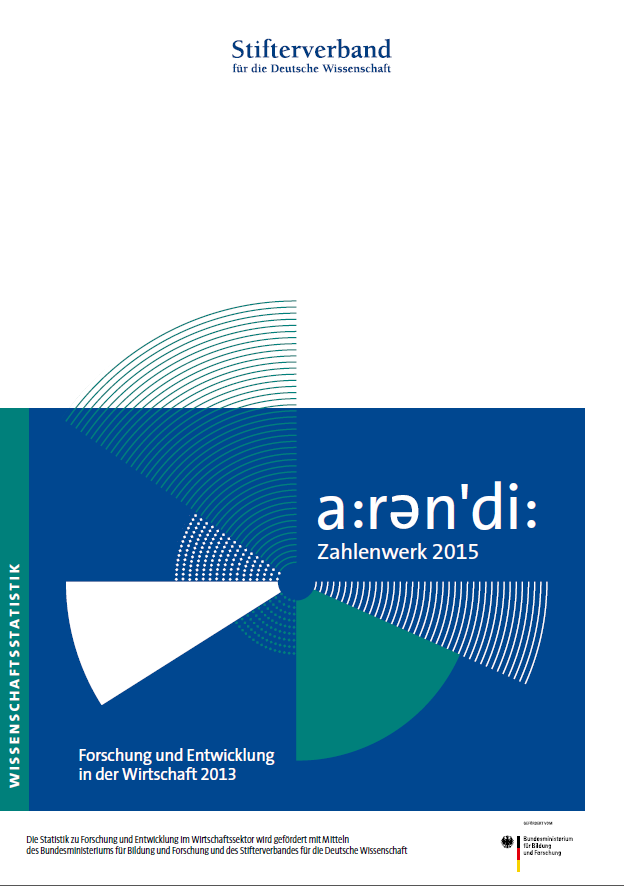 Stifterverband
für die Deutsche Wissenschaft
a:rən'di:
Zahlenwerk 2015
WISSENSCHAFTSSTATISTIK
Forschung und Entwicklung
in der Wirtschaft 2013
GEFÖRDERT VOM
Bundesministerium
für Bildung
und Forschung
Die Statistik zu Forschung und Entwicklung im Wirtschaftssektor wird gefördert mit Mitteln
des Bundesministeriums für Bildung und Forschung und des Stifterverbandes für die Deutsche Wissenschaft